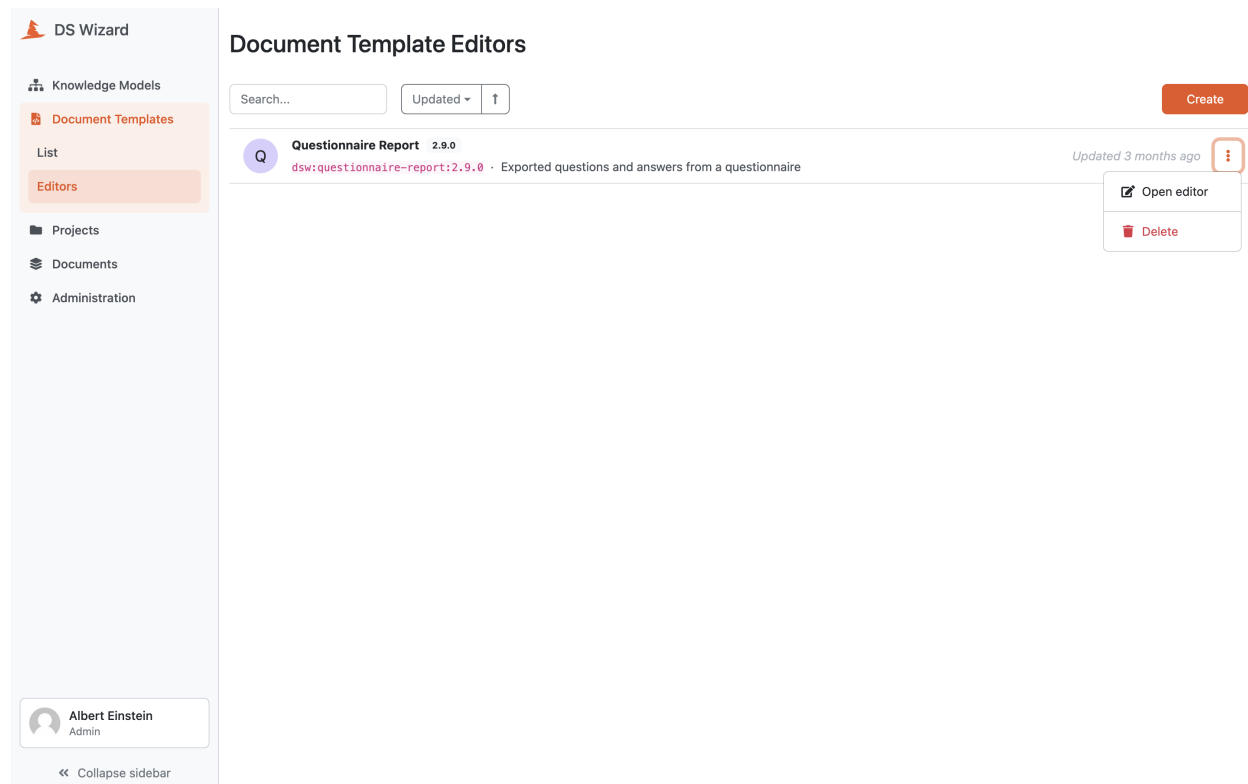 DS Wizard
Knowledge Models
Document Templates
List
Editors
Projects
Documents
Administration
Albert Einstein
Admin
Collapse sidebar
Document Template Editors
Search...
Updated
Create
Q
Questionnaire Report 2.9.0
dsw:questionnaire-report:2.9.0 · Exported questions and answers from a questionnaire
Updated 3 months ago
Open editor
Delete